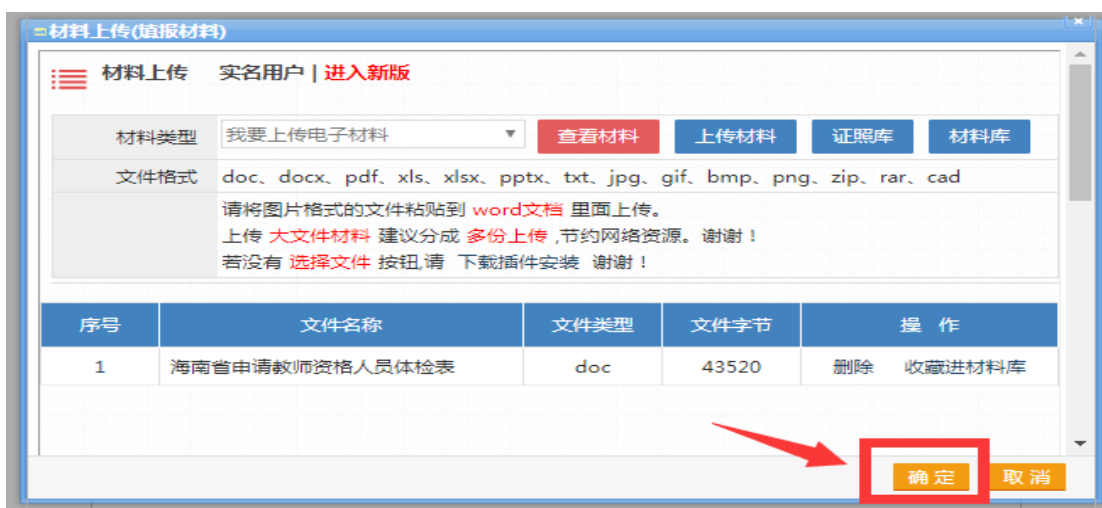 材料上传(填报材料)
材料上传 实名用户 | 进入新版
材料类型 我要上传电子材料 查看材料 上传材料 证照库 材料库
文件格式 doc、docx、pdf、xls、xlsx、pptx、txt、jpg、gif、bmp、png、zip、rar、cad
请将图片格式的文件粘贴到 word文档 里面上传。
上传 大文件材料 建议分成 多份上传 ,节约网络资源。谢谢！
若没有 选择文件 按钮,请 下载插件安装 谢谢！
序号 文件名称 文件类型 文件字节 操 作
1 海南省申请教师资格人员体检表 doc 43520 删除 收藏进材料库
确定 取消